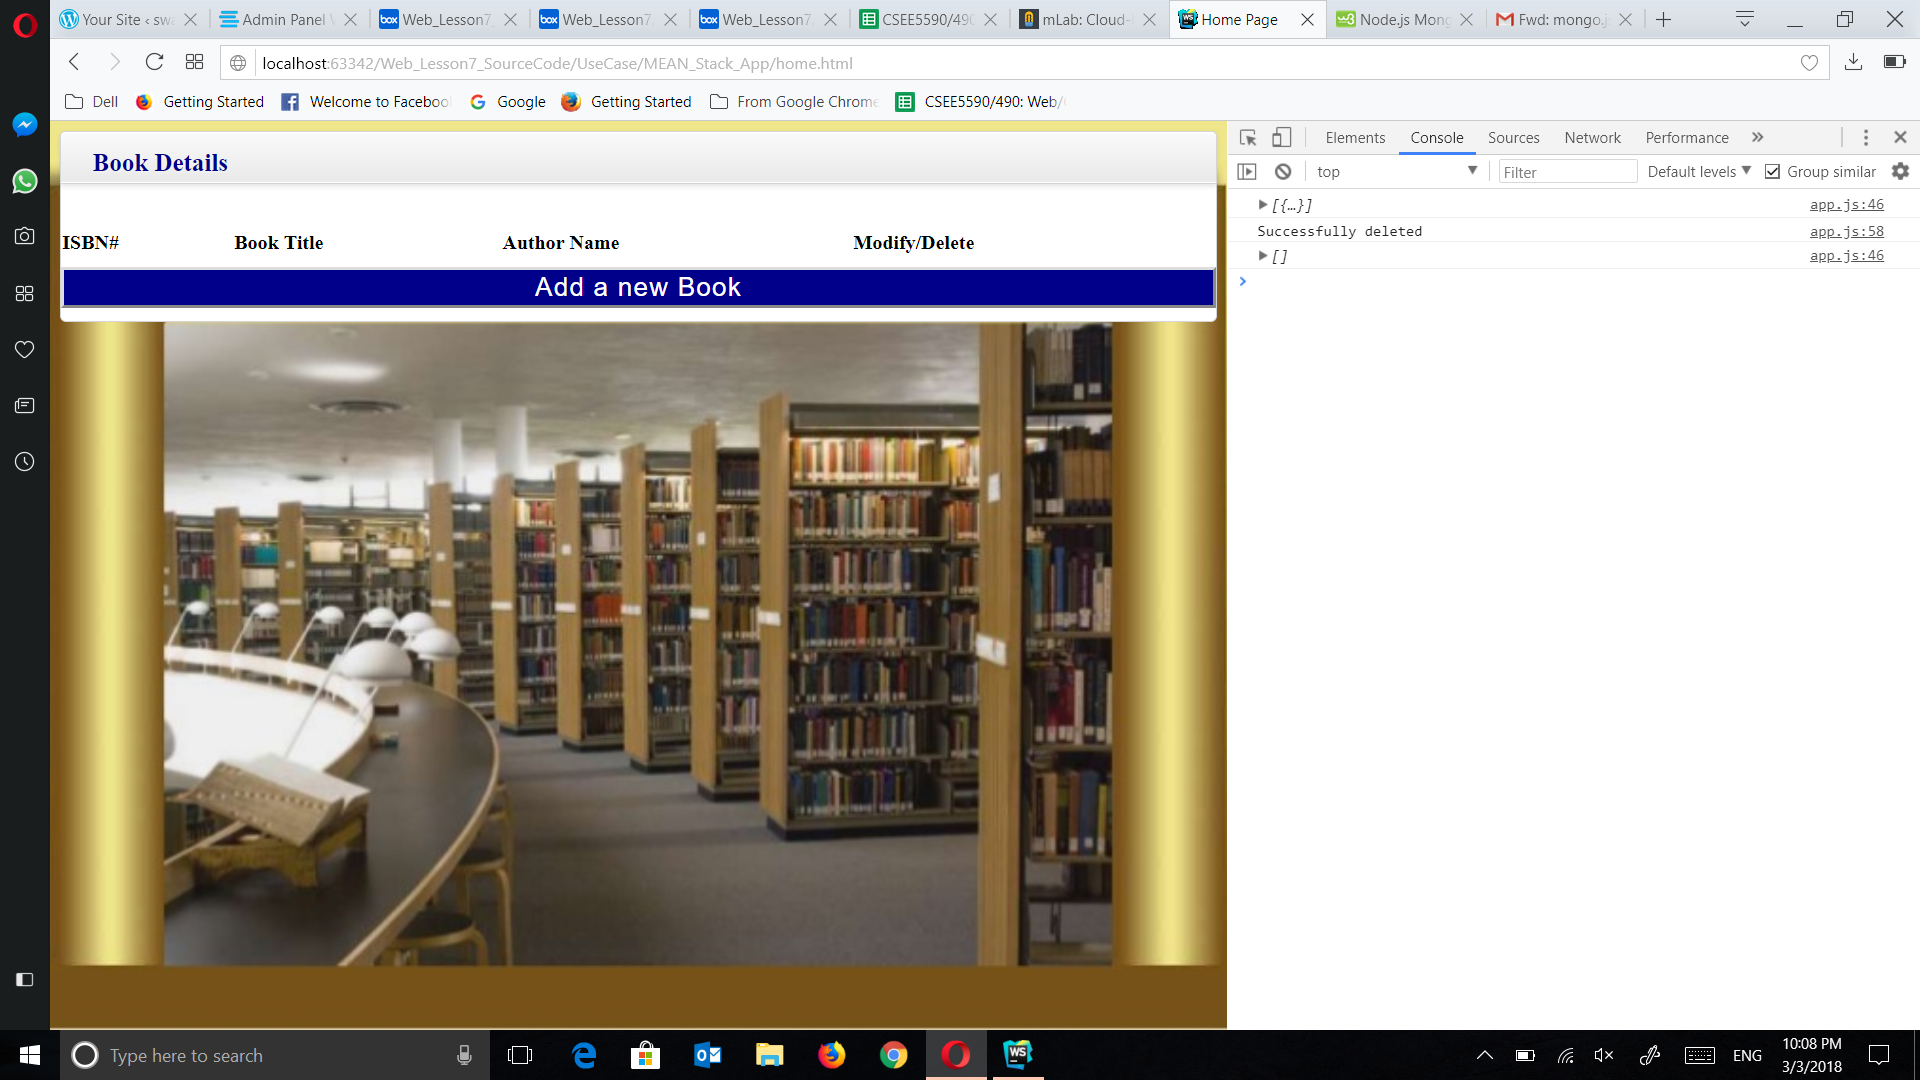 Your Site ‹ sw
Admin Panel
Web_Lesson7
Web_Lesson7
Web_Lesson7
CSEE5590/490
mLab: Cloud-
Home Page
Node.js Mong
Fwd: mongo.j
localhost:63342/Web_Lesson7_SourceCode/UseCase/MEAN_Stack_App/home.html
Dell
Getting Started
Welcome to Faceboo
Google
Getting Started
From Google Chrome
CSEE5590/490: Web/
Book Details
ISBN# Book Title Author Name Modify/Delete
Add a new Book
Elements Console Sources Network Performance »
top Filter Default levels Group similar
[{…}] app.js:46
Successfully deleted app.js:58
[] app.js:46
Type here to search
ENG
10:08 PM
3/3/2018